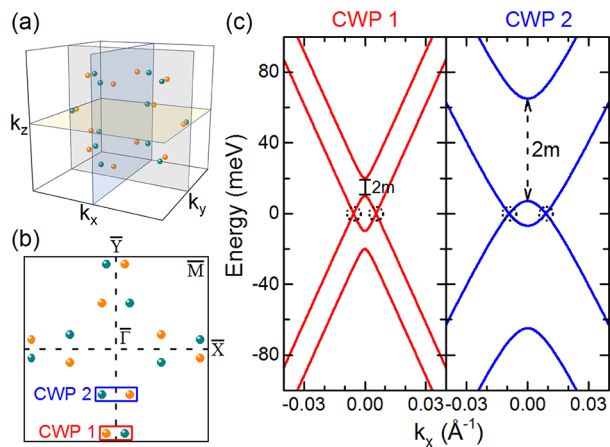 (a)
k_z
k_x
k_y
(b)
Y̅
M̅
Γ̅
X̅
CWP 2
CWP 1
(c)
CWP 1
CWP 2
Energy (meV)
80
40
0
-40
-80
2m
2m
-0.03
0.00
0.03
-0.03
0.00
0.03
k_x (Å⁻¹)